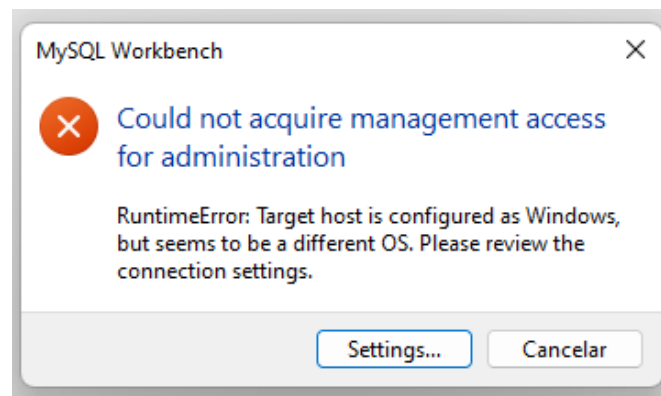 MySQL Workbench
Could not acquire management access
for administration
RuntimeError: Target host is configured as Windows,
but seems to be a different OS. Please review the
connection settings.
Settings...
Cancelar